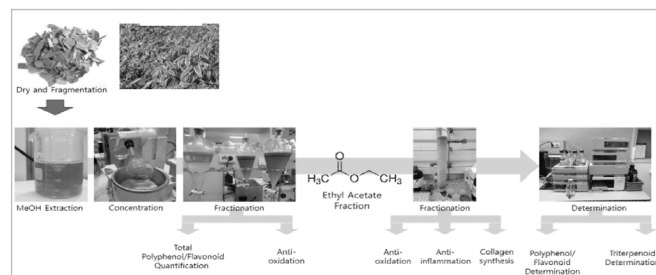 Dry and Fragmentation
MeOH Extraction
Concentration
Fractionation
H₃C
O
O
CH₃
Ethyl Acetate
Fraction
Fractionation
Determination
Total
Polyphenol/Flavonoid
Quantification
Anti-
oxidation
Anti-
oxidation
Anti-
inflammation
Collagen
synthesis
Polyphenol/
Flavonoid
Determination
Triterpenoid
Determination